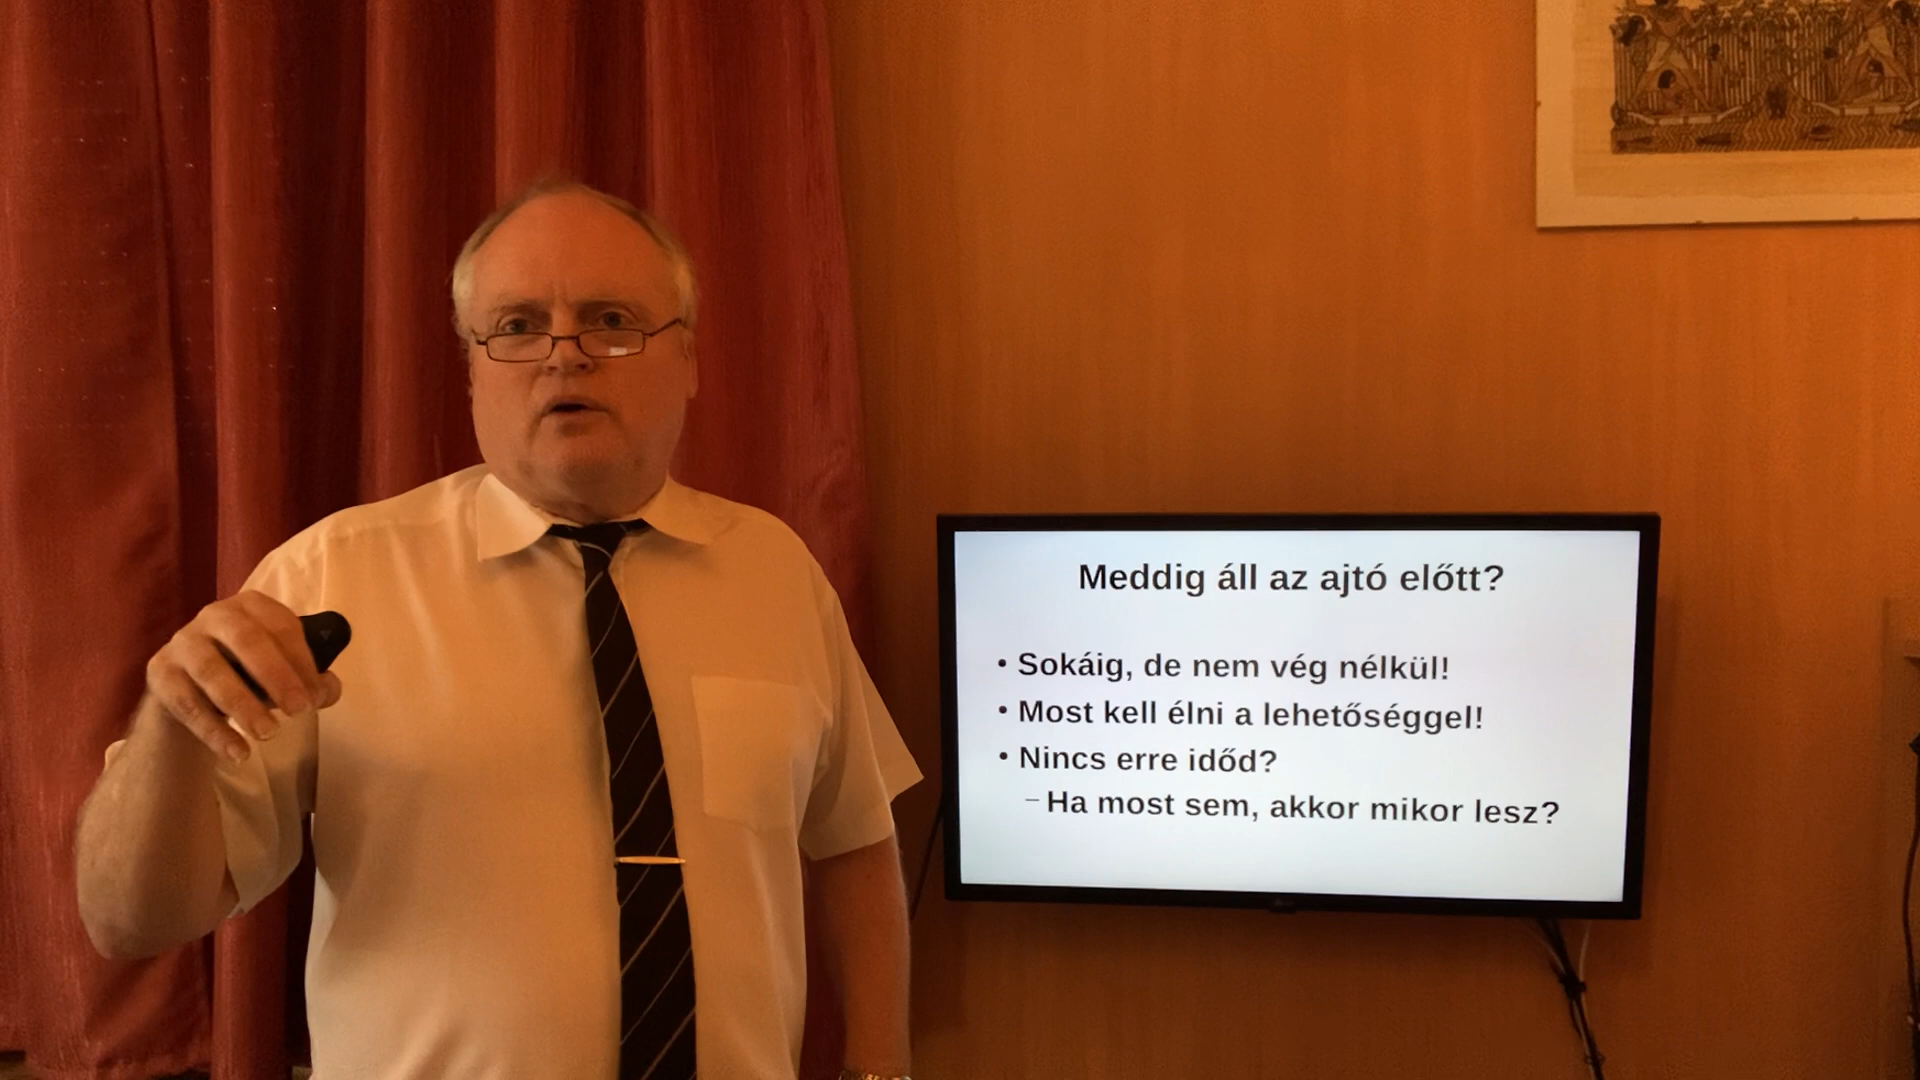 Meddig áll az ajtó előtt?
• Sokáig, de nem vég nélkül!
• Most kell élni a lehetőséggel!
• Nincs erre időd?
– Ha most sem, akkor mikor lesz?